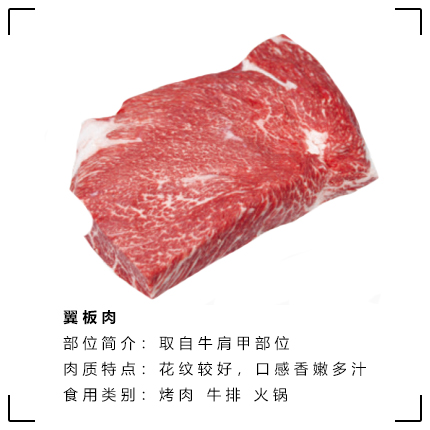 翼板肉
部位简介：取自牛肩甲部位
肉质特点：花纹较好，口感香嫩多汁
食用类别：烤肉 牛排 火锅